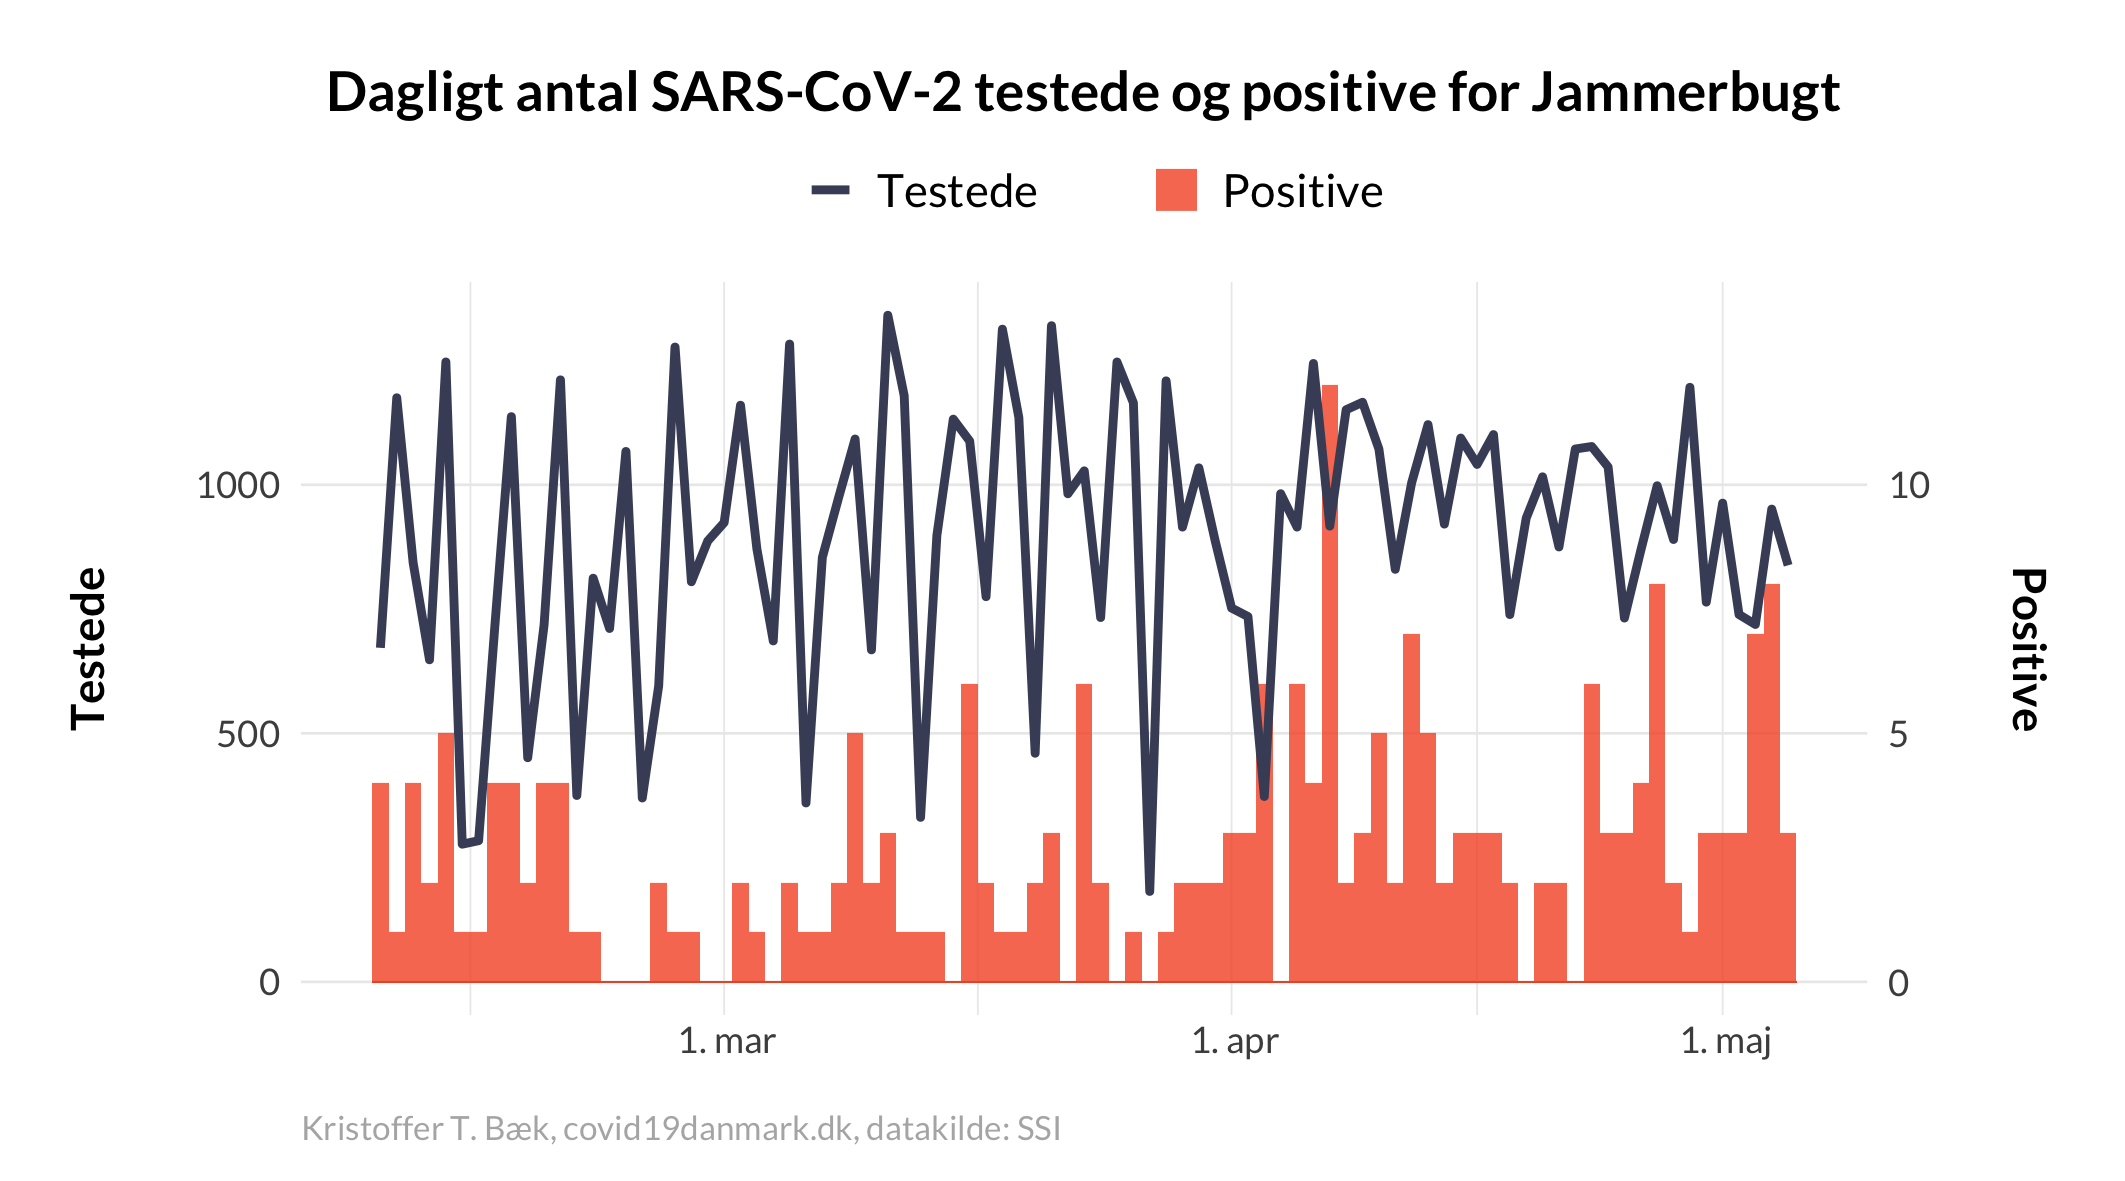 Dagligt antal SARS-CoV-2 testede og positive for Jammerbugt
Testede
Positive
Testede
1000
500
0
10
5
0
Positive
1. mar
1. apr
1. maj
Kristoffer T. Bæk, covid19danmark.dk, datakilde: SSI